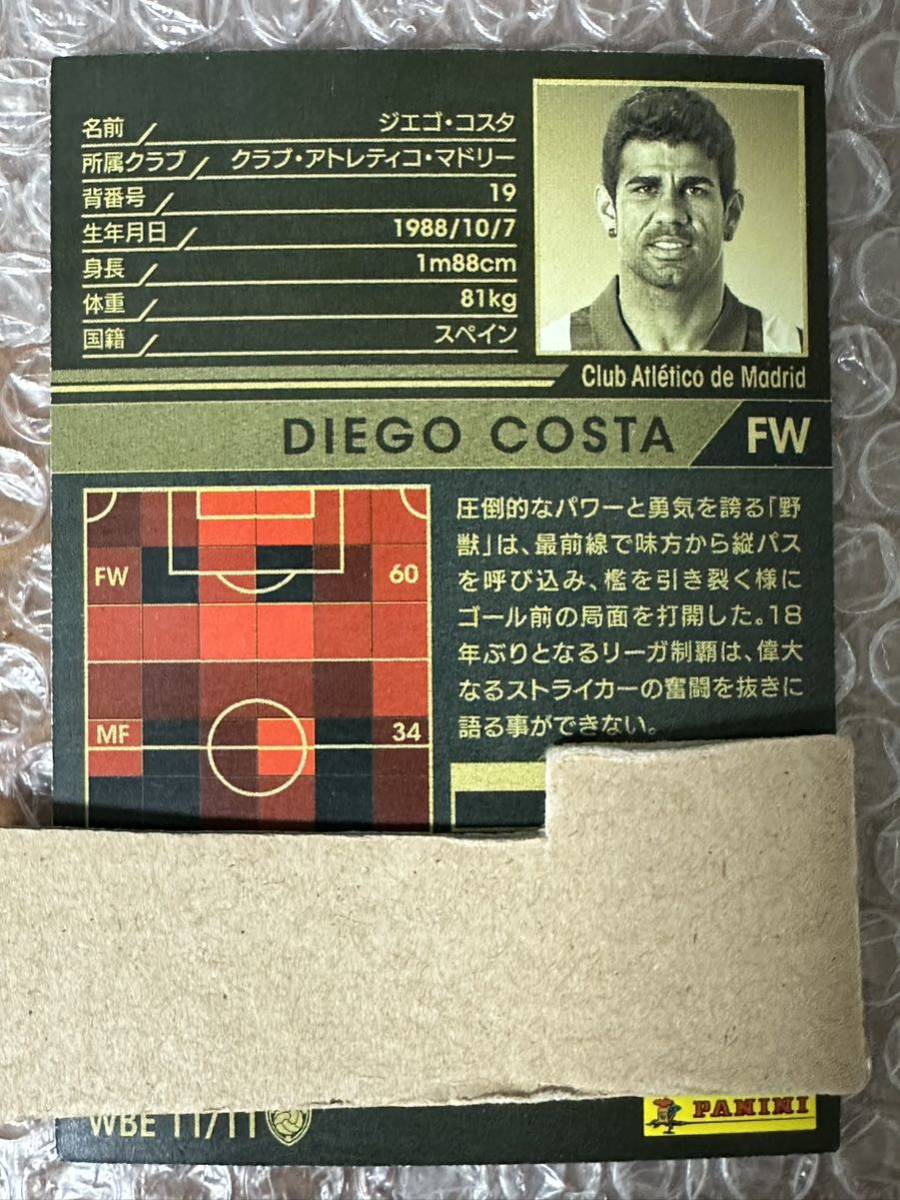 名前 ジエゴ・コスタ
所属クラブ クラブ・アトレティコ・マドリー
背番号 19
生年月日 1988/10/7
身長 1m88cm
体重 81kg
国籍 スペイン
Club Atlético de Madrid
DIEGO COSTA FW
FW 60
MF 34
圧倒的なパワーと勇気を誇る「野
獣」は、最前線で味方から縦パス
を呼び込み、檻を引き裂く様に
ゴール前の局面を打開した。18
年ぶりとなるリーガ制覇は、偉大
なるストライカーの奮闘を抜きに
語る事ができない。
WBE 11/11
PANINI